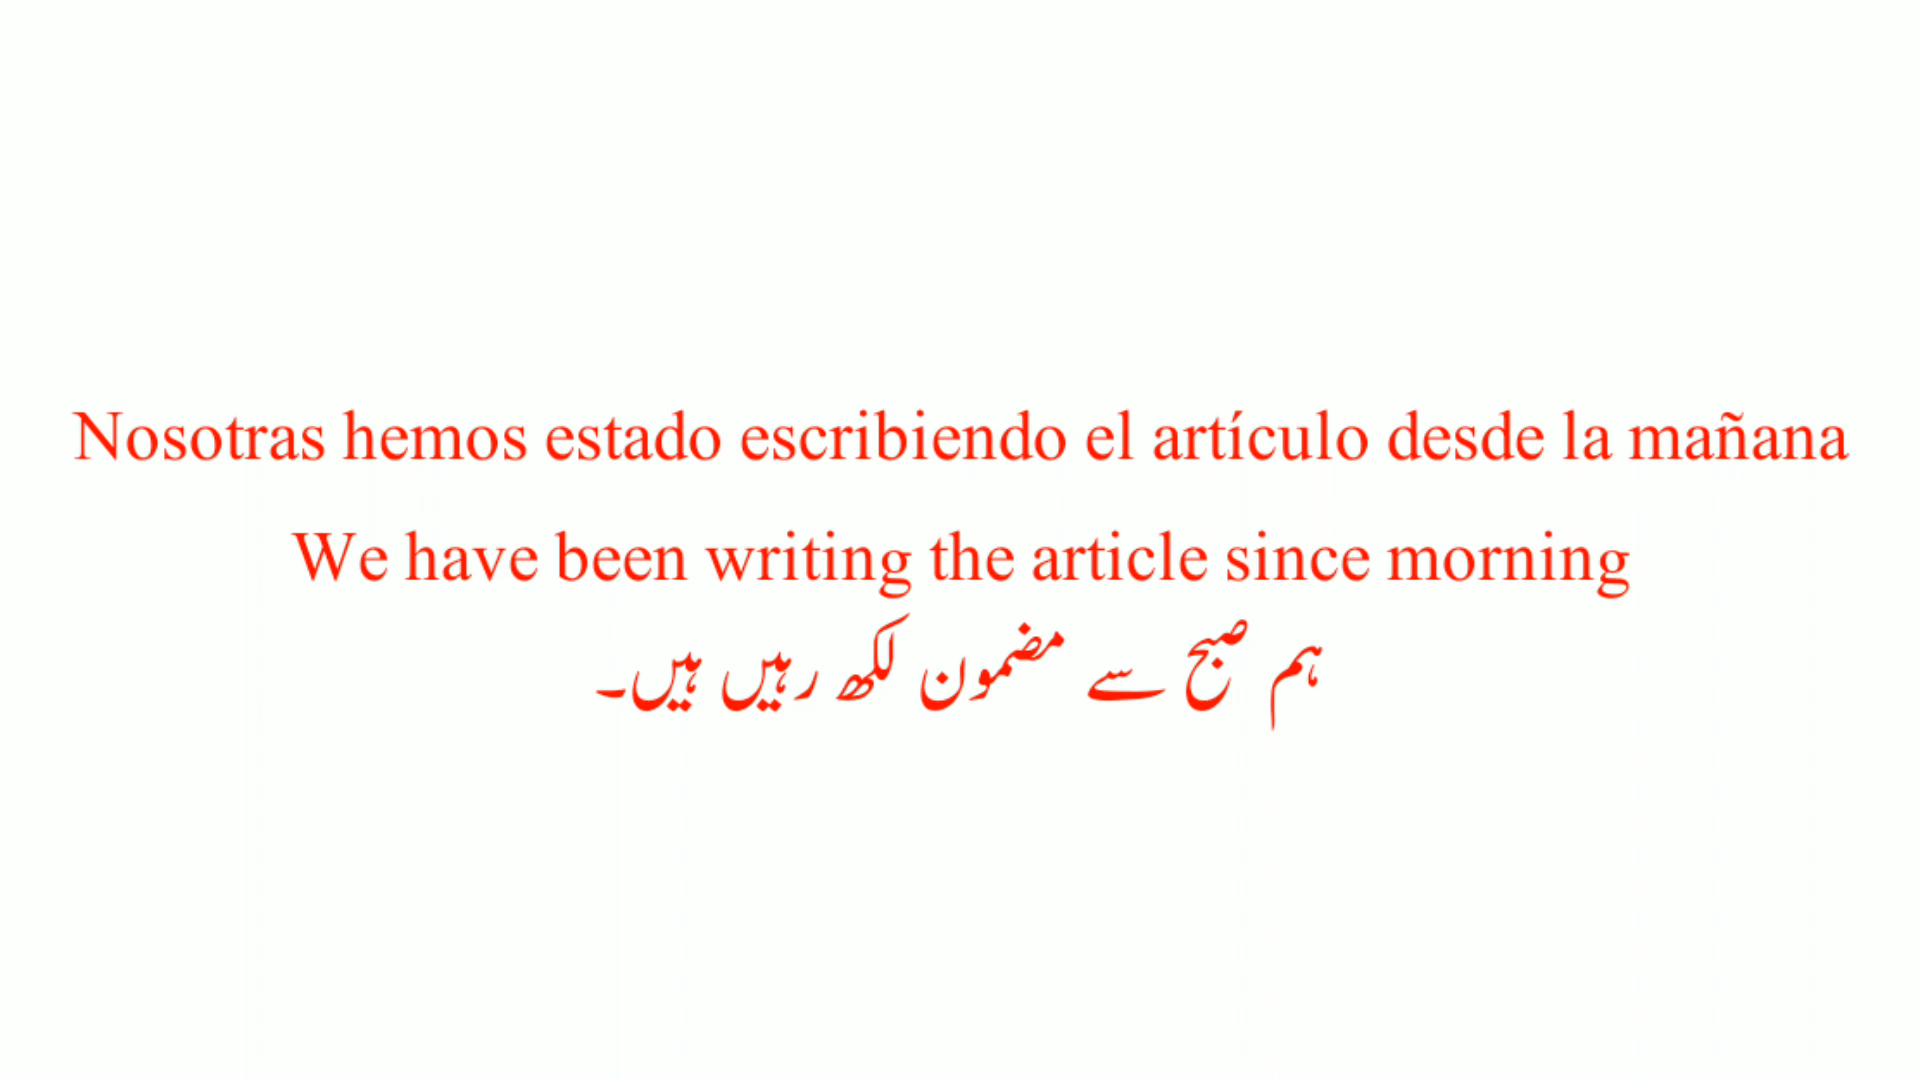 Nosotras hemos estado escribiendo el artículo desde la mañana
We have been writing the article since morning
ہم صبح سے مضمون لکھ رہیں ہیں۔